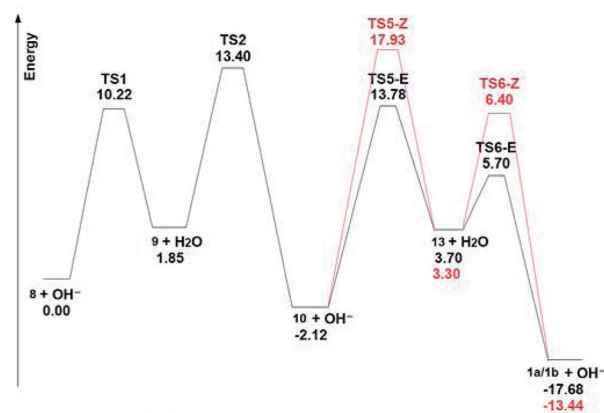 Energy
TS1
10.22
TS2
13.40
TS5-Z
17.93
TS5-E
13.78
TS6-Z
6.40
TS6-E
5.70
8 + OH⁻
0.00
9 + H2O
1.85
10 + OH⁻
-2.12
13 + H2O
3.70
3.30
1a/1b + OH⁻
-17.68
-13.44